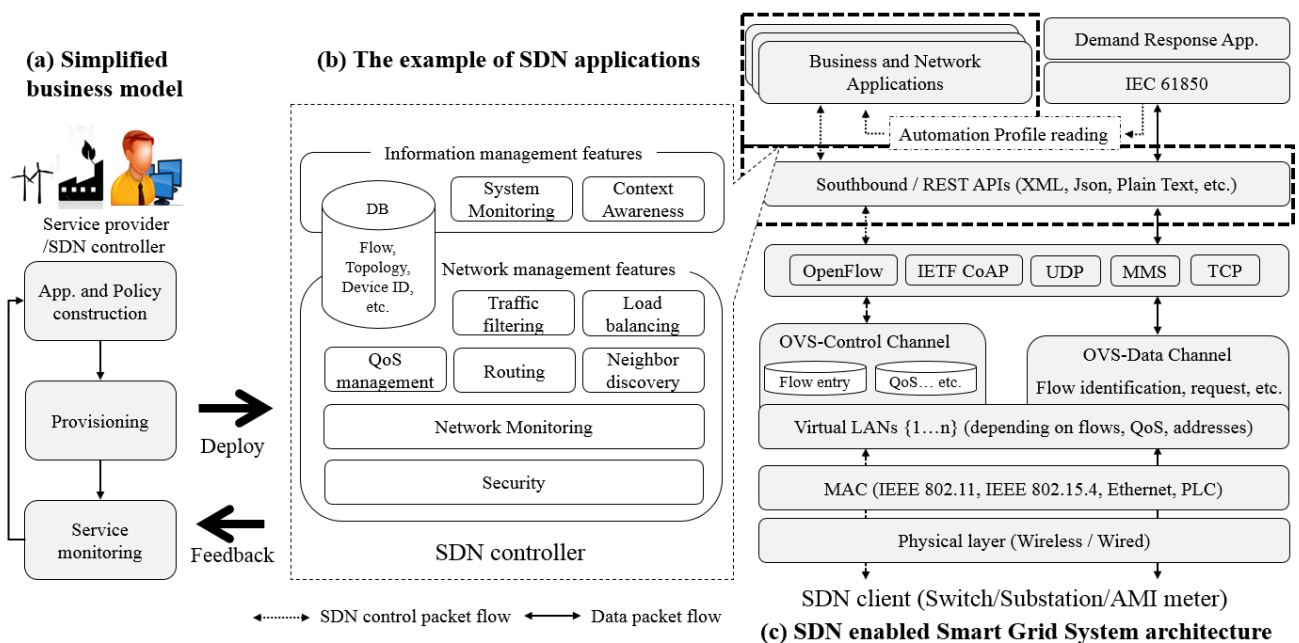 (a) Simplified
business model
Service provider
/SDN controller
App. and Policy
construction
Provisioning
Service
monitoring
Deploy
Feedback
(b) The example of SDN applications
Information management features
DB
Flow,
Topology,
Device ID,
etc.
System
Monitoring
Context
Awareness
Network management features
Traffic
filtering
Load
balancing
QoS
management
Routing
Neighbor
discovery
Network Monitoring
Security
SDN controller
SDN control packet flow
Data packet flow
Business and Network
Applications
Demand Response App.
IEC 61850
Automation Profile reading
Southbound / REST APIs (XML, Json, Plain Text, etc.)
OpenFlow
IETF CoAP
UDP
MMS
TCP
OVS-Control Channel
Flow entry
QoS… etc.
OVS-Data Channel
Flow identification, request, etc.
Virtual LANs {1…n} (depending on flows, QoS, addresses)
MAC (IEEE 802.11, IEEE 802.15.4, Ethernet, PLC)
Physical layer (Wireless / Wired)
SDN client (Switch/Substation/AMI meter)
(c) SDN enabled Smart Grid System architecture